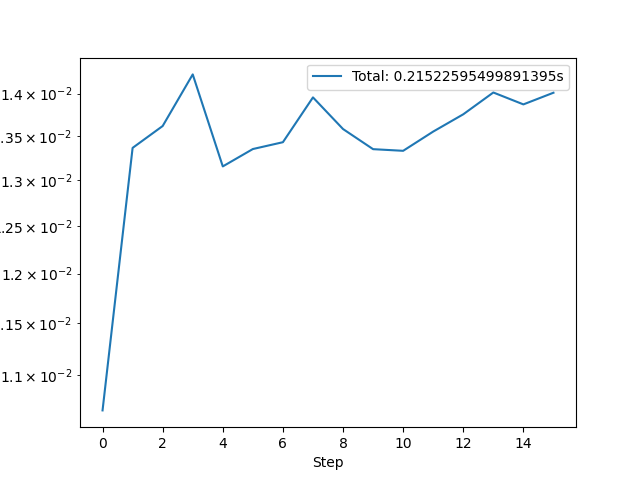 Total: 0.21522595499891395s
1.4 × 10⁻²
.35 × 10⁻²
1.3 × 10⁻²
.25 × 10⁻²
1.2 × 10⁻²
.15 × 10⁻²
1.1 × 10⁻²
0 2 4 6 8 10 12 14
Step